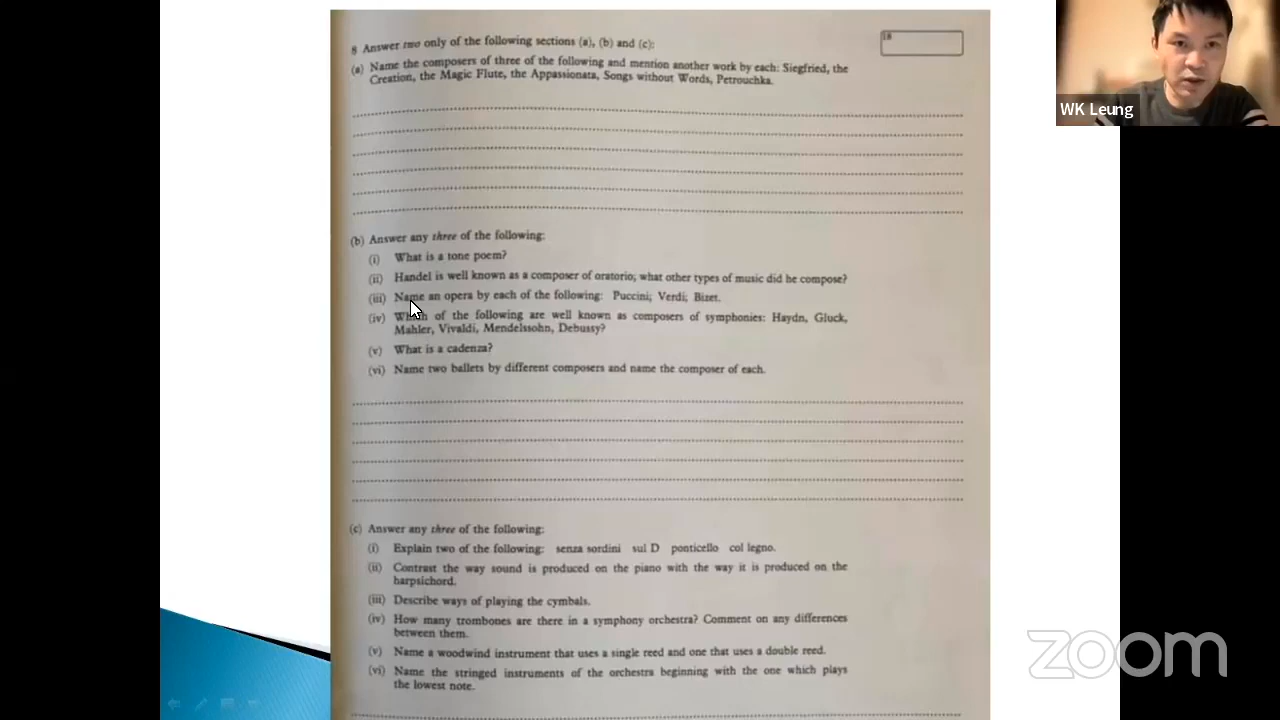 8 Answer two only of the following sections (a), (b) and (c):
18
(a) Name the composers of three of the following and mention another work by each: Siegfried, the
Creation, the Magic Flute, the Appassionata, Songs without Words, Petrouchka.
(b) Answer any three of the following:
(i) What is a tone poem?
(ii) Handel is well known as a composer of oratorio; what other types of music did he compose?
(iii) Name an opera by each of the following: Puccini; Verdi; Bizet.
(iv) Which of the following are well known as composers of symphonies: Haydn, Gluck,
Mahler, Vivaldi, Mendelssohn, Debussy?
(v) What is a cadenza?
(vi) Name two ballets by different composers and name the composer of each.
(c) Answer any three of the following:
(i) Explain two of the following: senza sordini sul D ponticello col legno.
(ii) Contrast the way sound is produced on the piano with the way it is produced on the
harpsichord.
(iii) Describe ways of playing the cymbals.
(iv) How many trombones are there in a symphony orchestra? Comment on any differences
between them.
(v) Name a woodwind instrument that uses a single reed and one that uses a double reed.
(vi) Name the stringed instruments of the orchestra beginning with the one which plays
the lowest note.
WK Leung
zoom